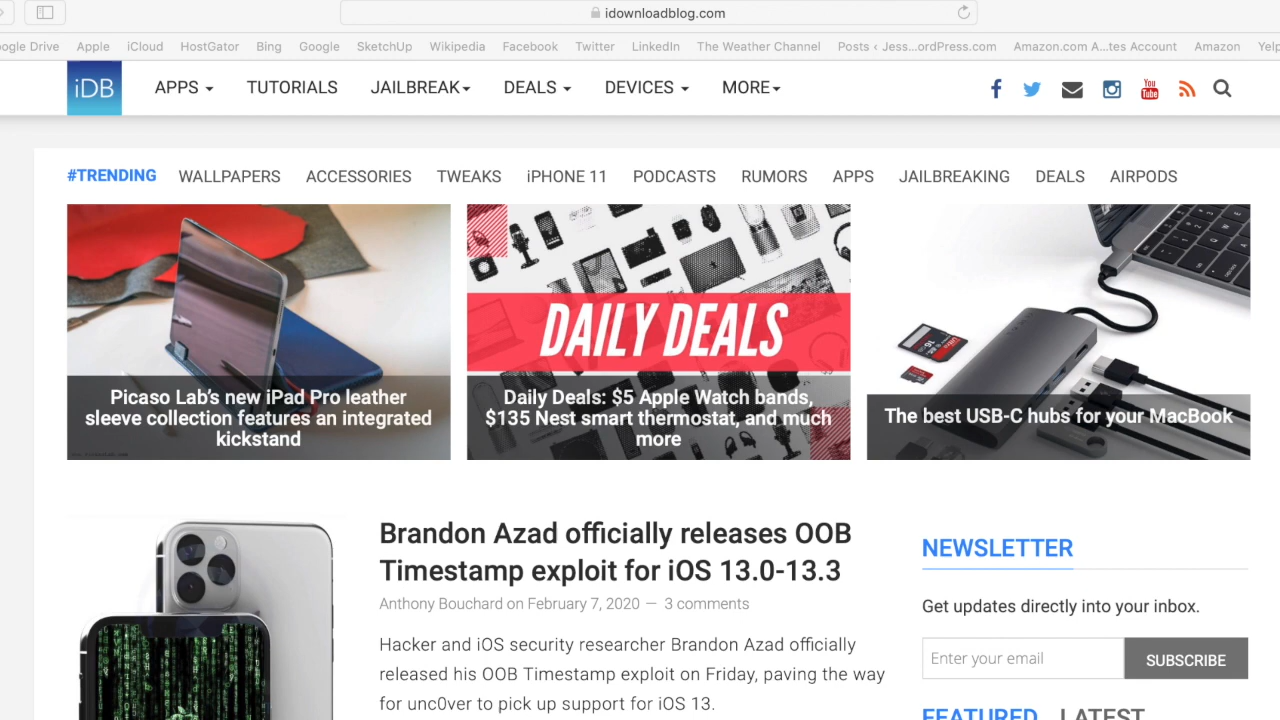 idownloadblog.com
ogle Drive Apple iCloud HostGator Bing Google SketchUp Wikipedia Facebook Twitter LinkedIn The Weather Channel Posts ‹ Jess...ordPress.com Amazon.com A...tes Account Amazon Yelp
iDB APPS TUTORIALS JAILBREAK DEALS DEVICES MORE You Tube
#TRENDING WALLPAPERS ACCESSORIES TWEAKS iPHONE 11 PODCASTS RUMORS APPS JAILBREAKING DEALS AIRPODS
Picaso Lab's new iPad Pro leather
sleeve collection features an integrated
kickstand
DAILY DEALS
Daily Deals: $5 Apple Watch bands,
$135 Nest smart thermostat, and much
more
The best USB-C hubs for your MacBook
Brandon Azad officially releases OOB
Timestamp exploit for iOS 13.0-13.3
Anthony Bouchard on February 7, 2020 — 3 comments
Hacker and iOS security researcher Brandon Azad officially
released his OOB Timestamp exploit on Friday, paving the way
for unc0ver to pick up support for iOS 13.
NEWSLETTER
Get updates directly into your inbox.
Enter your email SUBSCRIBE
FEATURED LATEST